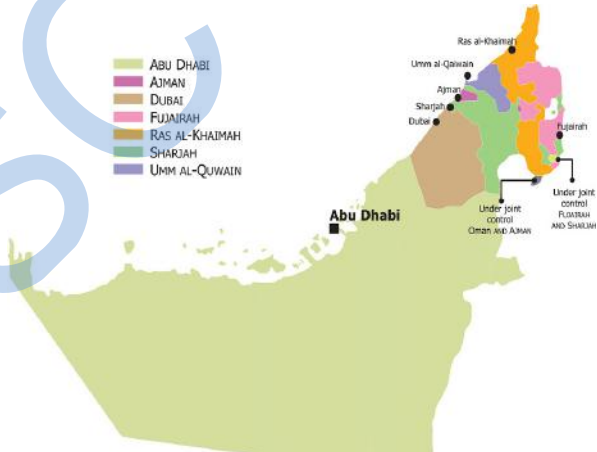 ABU DHABI
AJMAN
DUBAI
FUJAIRAH
RAS AL-KHAIMAH
SHARJAH
UMM AL-QUWAIN
Ras al-Khaimah
Umm al-Qaiwain
Ajman
Sharjah
Dubai
Fujairah
Abu Dhabi
Under joint
control
OMAN AND AJMAN
Under joint
control
FUJAIRAH
AND SHARJAH
SC